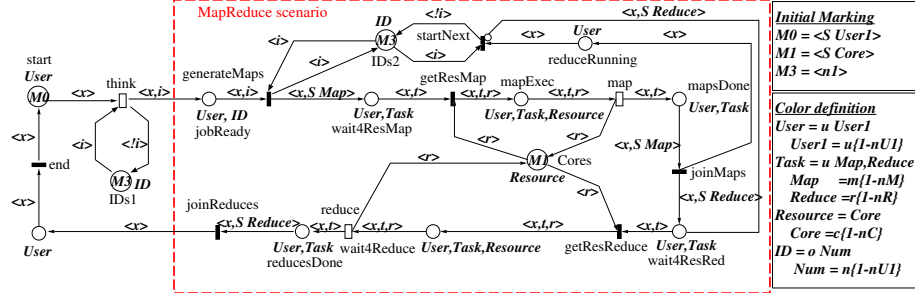 MapReduce scenario
ID
<!i>
<x,S Reduce>
startNext
User
<x>
<x>
reduceRunning
<i>
M3
IDs2
<i>
<i>
start
User
M0
<x>
think
<x,i>
generateMaps
<x,i>
User, ID
jobReady
<x,S Map>
<x,t>
User,Task
wait4ResMap
getResMap
<x,t,r>
mapExec
User,Task,Resource
<x,t,r>
map
<x,t>
mapsDone
User,Task
<x>
<i>
<!i>
M3
ID
IDs1
end
<r>
<r>
M1
Cores
Resource
<x,S Map>
joinMaps
<r>
<r>
<x>
joinReduces
<x,S Reduce>
reduce
<x,S Reduce>
<x>
<x,S Reduce>
<x,t>
<x,t,r>
<x,t,r>
<x,t>
User
User,Task
reducesDone
wait4Reduce
User,Task,Resource
getResReduce
User,Task
wait4ResRed
Initial Marking
M0 = <S User1>
M1 = <S Core>
M3 = <n1>
Color definition
User = u User1
User1 = u{1-nU1}
Task = u Map,Reduce
Map =m{1-nM}
Reduce =r{1-nR}
Resource = Core
Core =c{1-nC}
ID = o Num
Num = n{1-nU1}